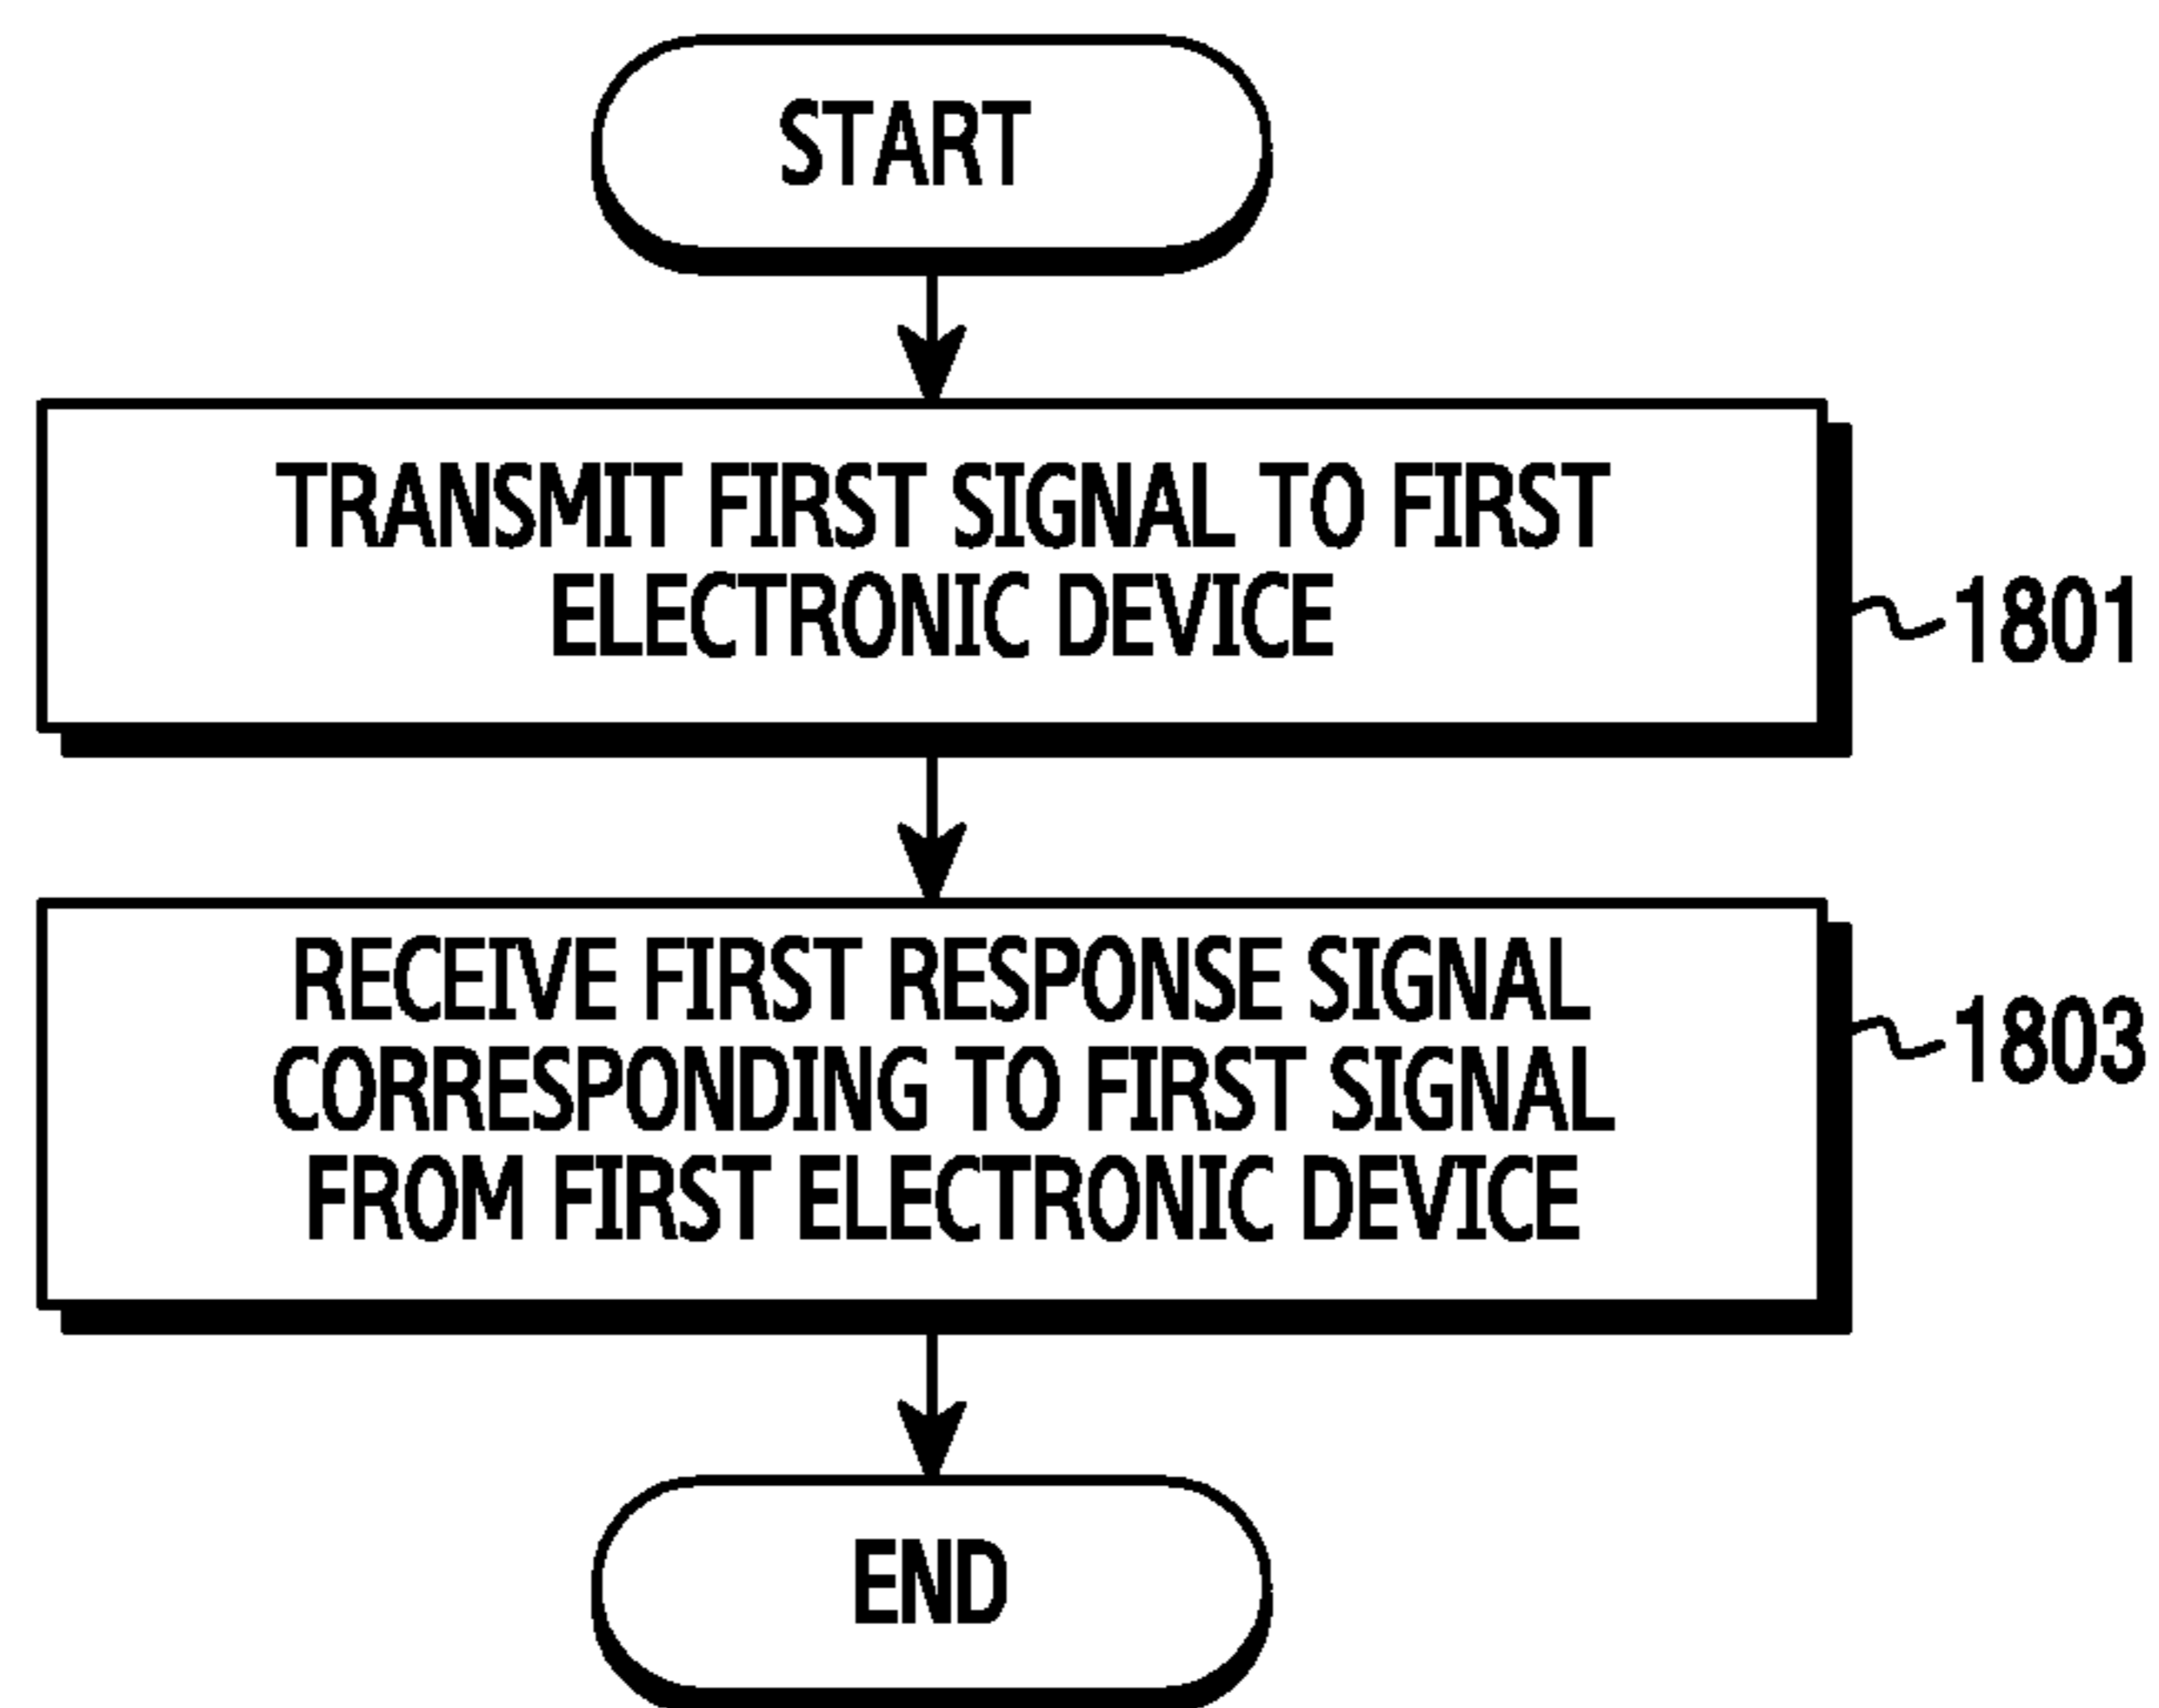 START
TRANSMIT FIRST SIGNAL TO FIRST
ELECTRONIC DEVICE
1801
RECEIVE FIRST RESPONSE SIGNAL
CORRESPONDING TO FIRST SIGNAL
FROM FIRST ELECTRONIC DEVICE
1803
END